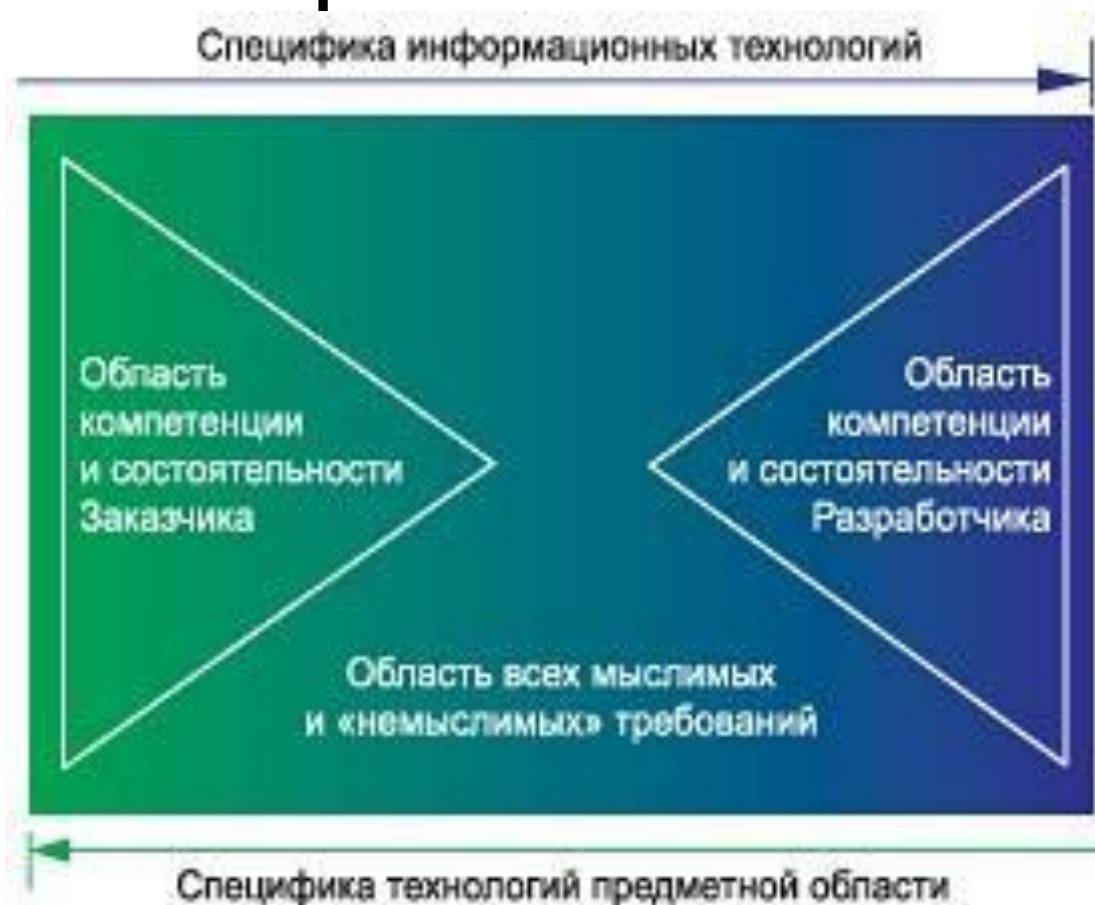 Специфика информационных технологий
Область
компетенции
и состоятельности
Заказчика
Область
компетенции
и состоятельности
Разработчика
Область всех мыслимых
и «немыслимых» требований
Специфика технологий предметной области